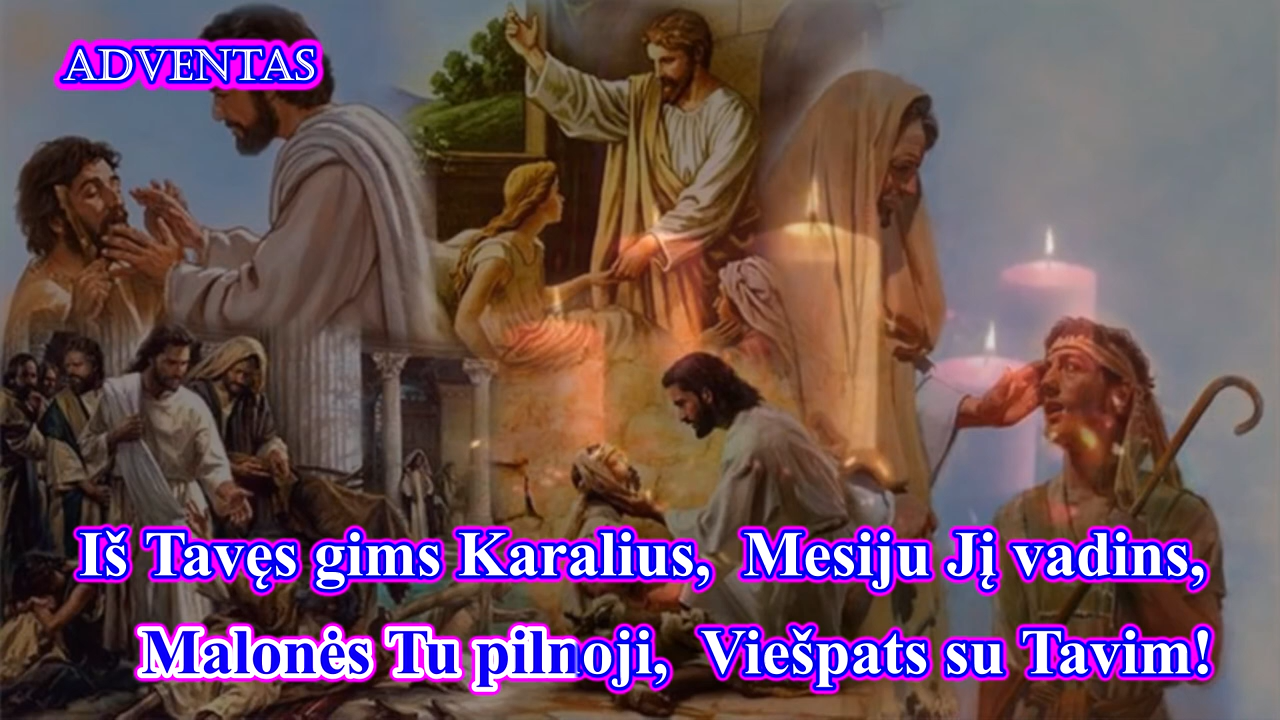 ADVENTAS
Iš Tavęs gims Karalius, Mesiju Jį vadins,
Malonės Tu pilnoji, Viešpats su Tavim!